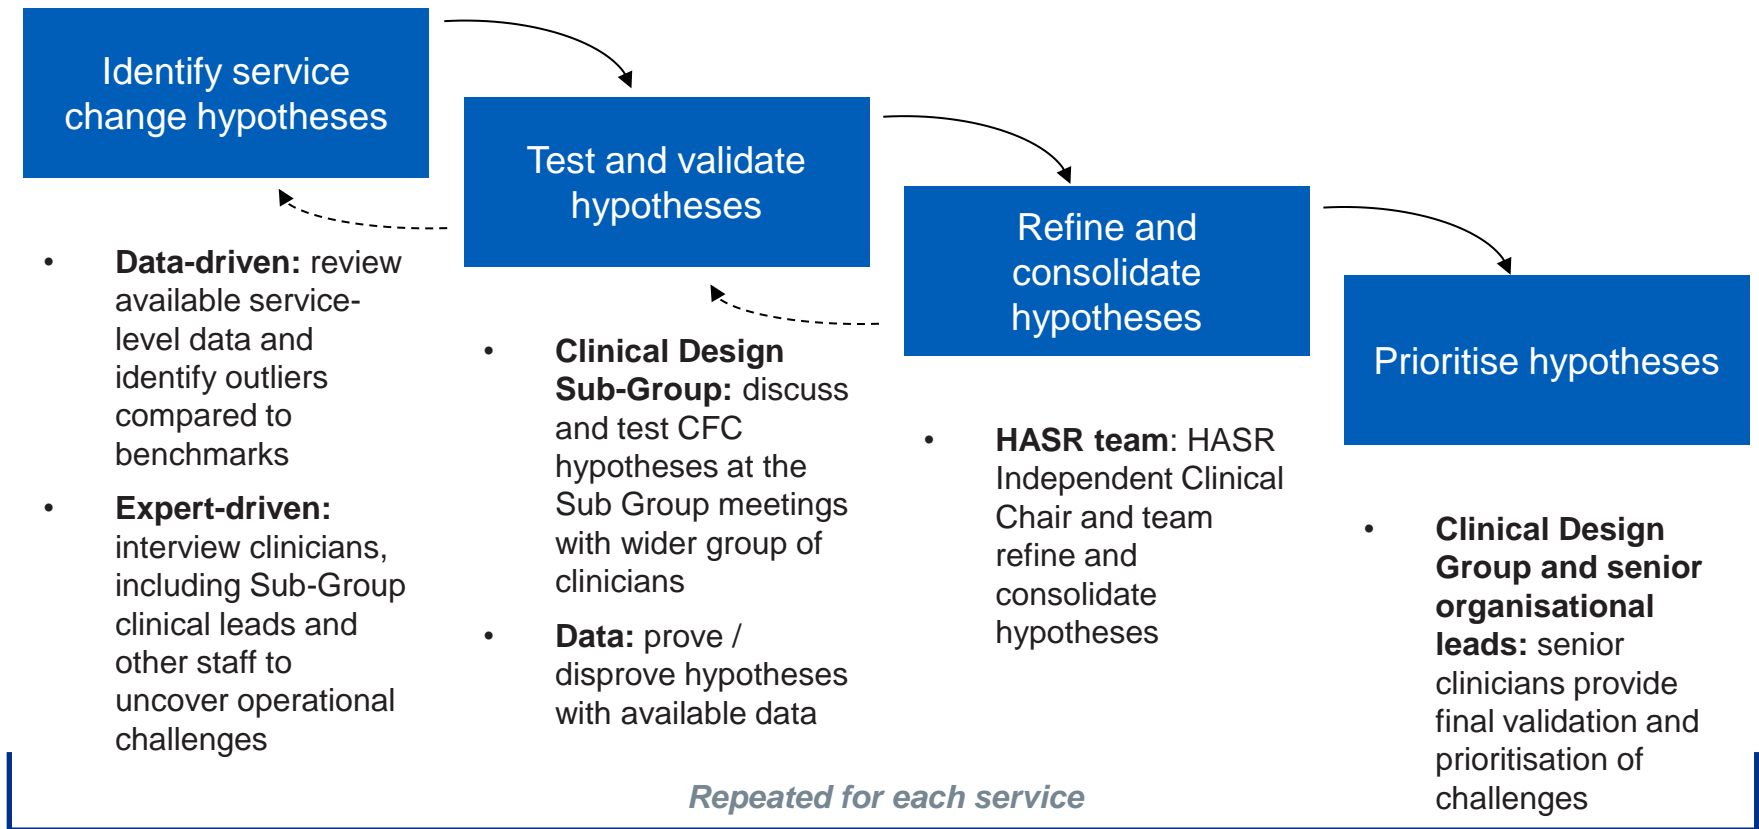 Identify service
change hypotheses
• Data-driven: review
available service-
level data and
identify outliers
compared to
benchmarks
• Expert-driven:
interview clinicians,
including Sub-Group
clinical leads and
other staff to
uncover operational
challenges
Test and validate
hypotheses
• Clinical Design
Sub-Group: discuss
and test CFC
hypotheses at the
Sub Group meetings
with wider group of
clinicians
• Data: prove /
disprove hypotheses
with available data
Refine and
consolidate
hypotheses
• HASR team: HASR
Independent Clinical
Chair and team
refine and
consolidate
hypotheses
Prioritise hypotheses
• Clinical Design
Group and senior
organisational
leads: senior
clinicians provide
final validation and
prioritisation of
challenges
Repeated for each service